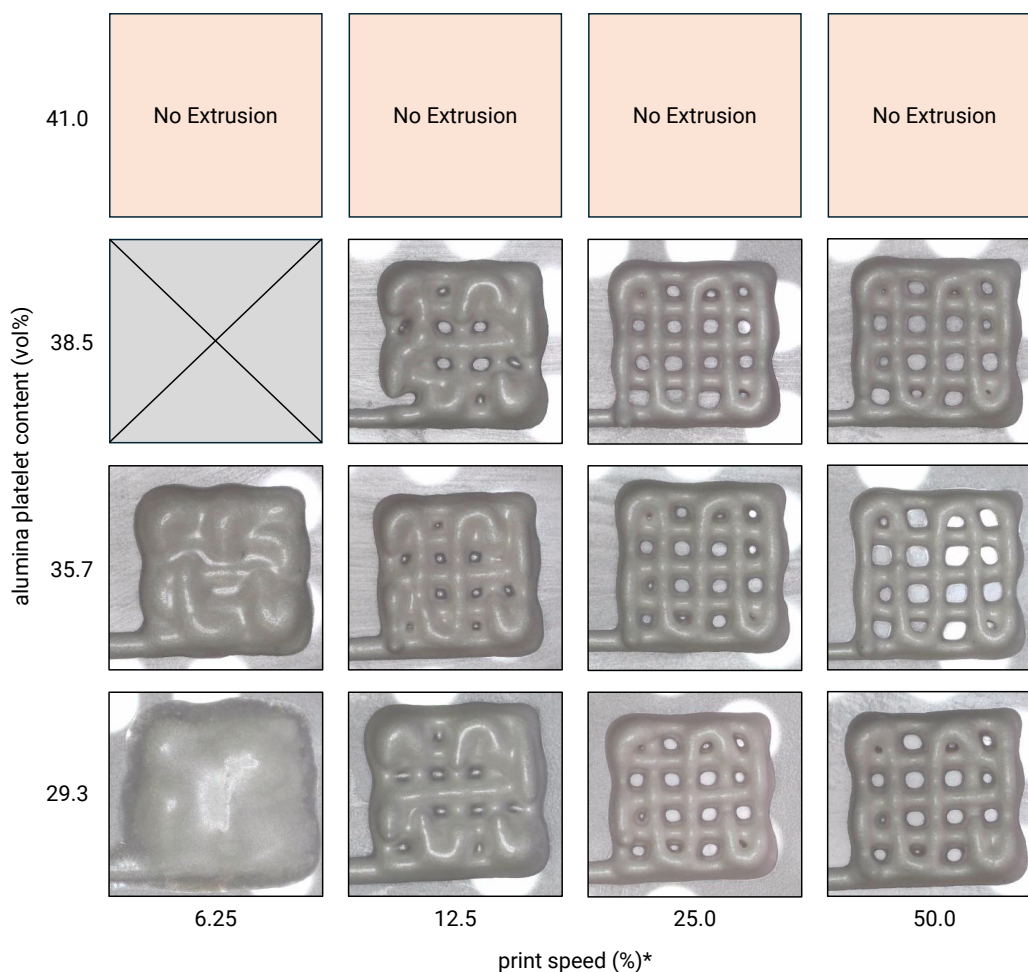 No Extrusion No Extrusion No Extrusion No Extrusion
41.0
38.5
35.7
29.3
alumina platelet content (vol%)
6.25 12.5 25.0 50.0
print speed (%)*